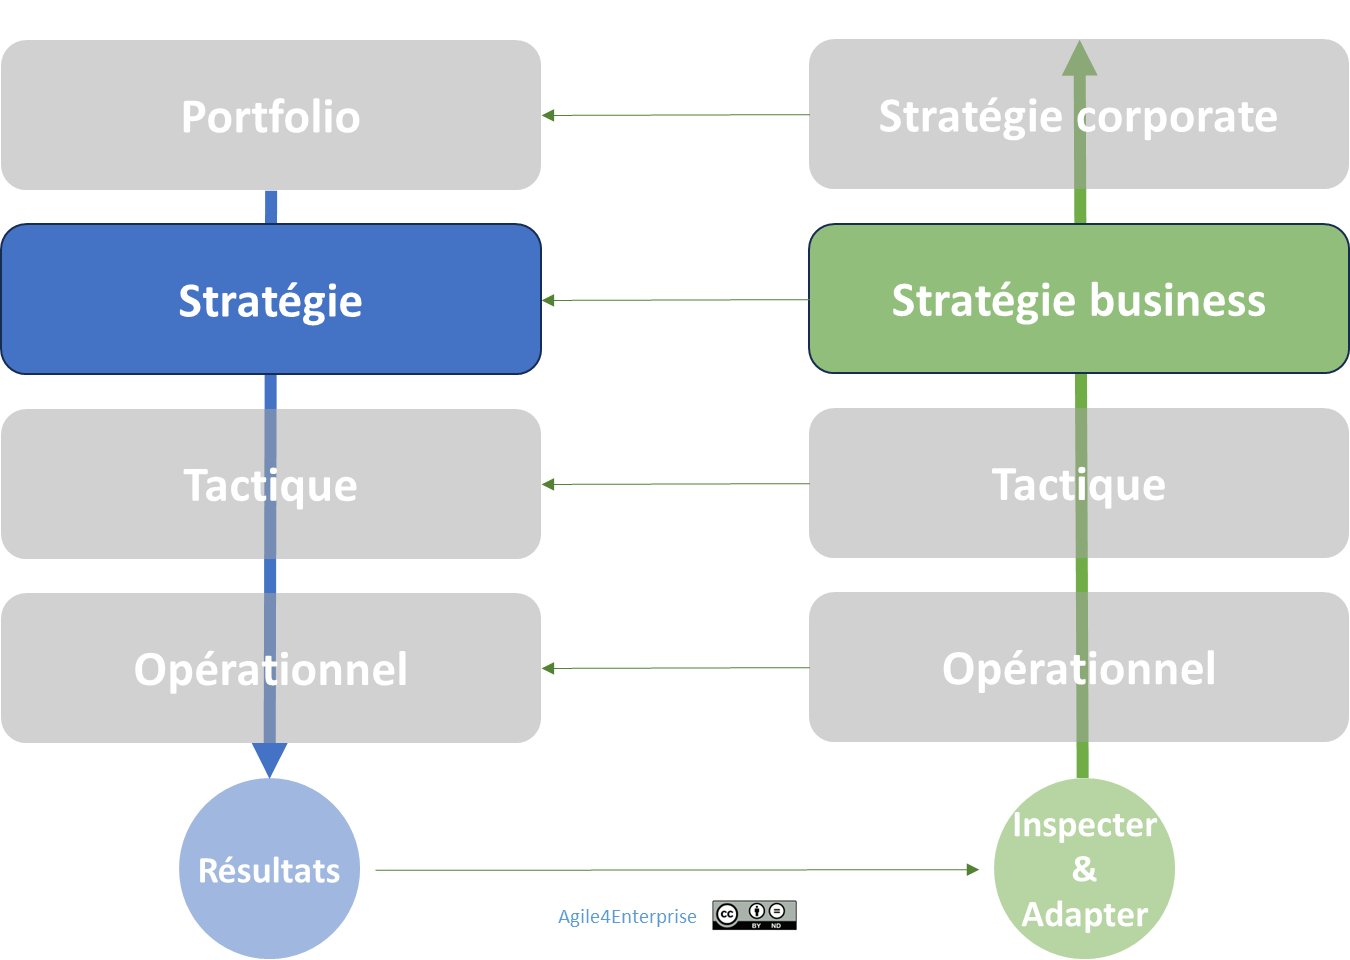 Portfolio
Stratégie corporate
Stratégie
Stratégie business
Tactique
Tactique
Opérationnel
Opérationnel
Résultats
Inspecter
&
Adapter
Agile4Enterprise
cc
BY ND